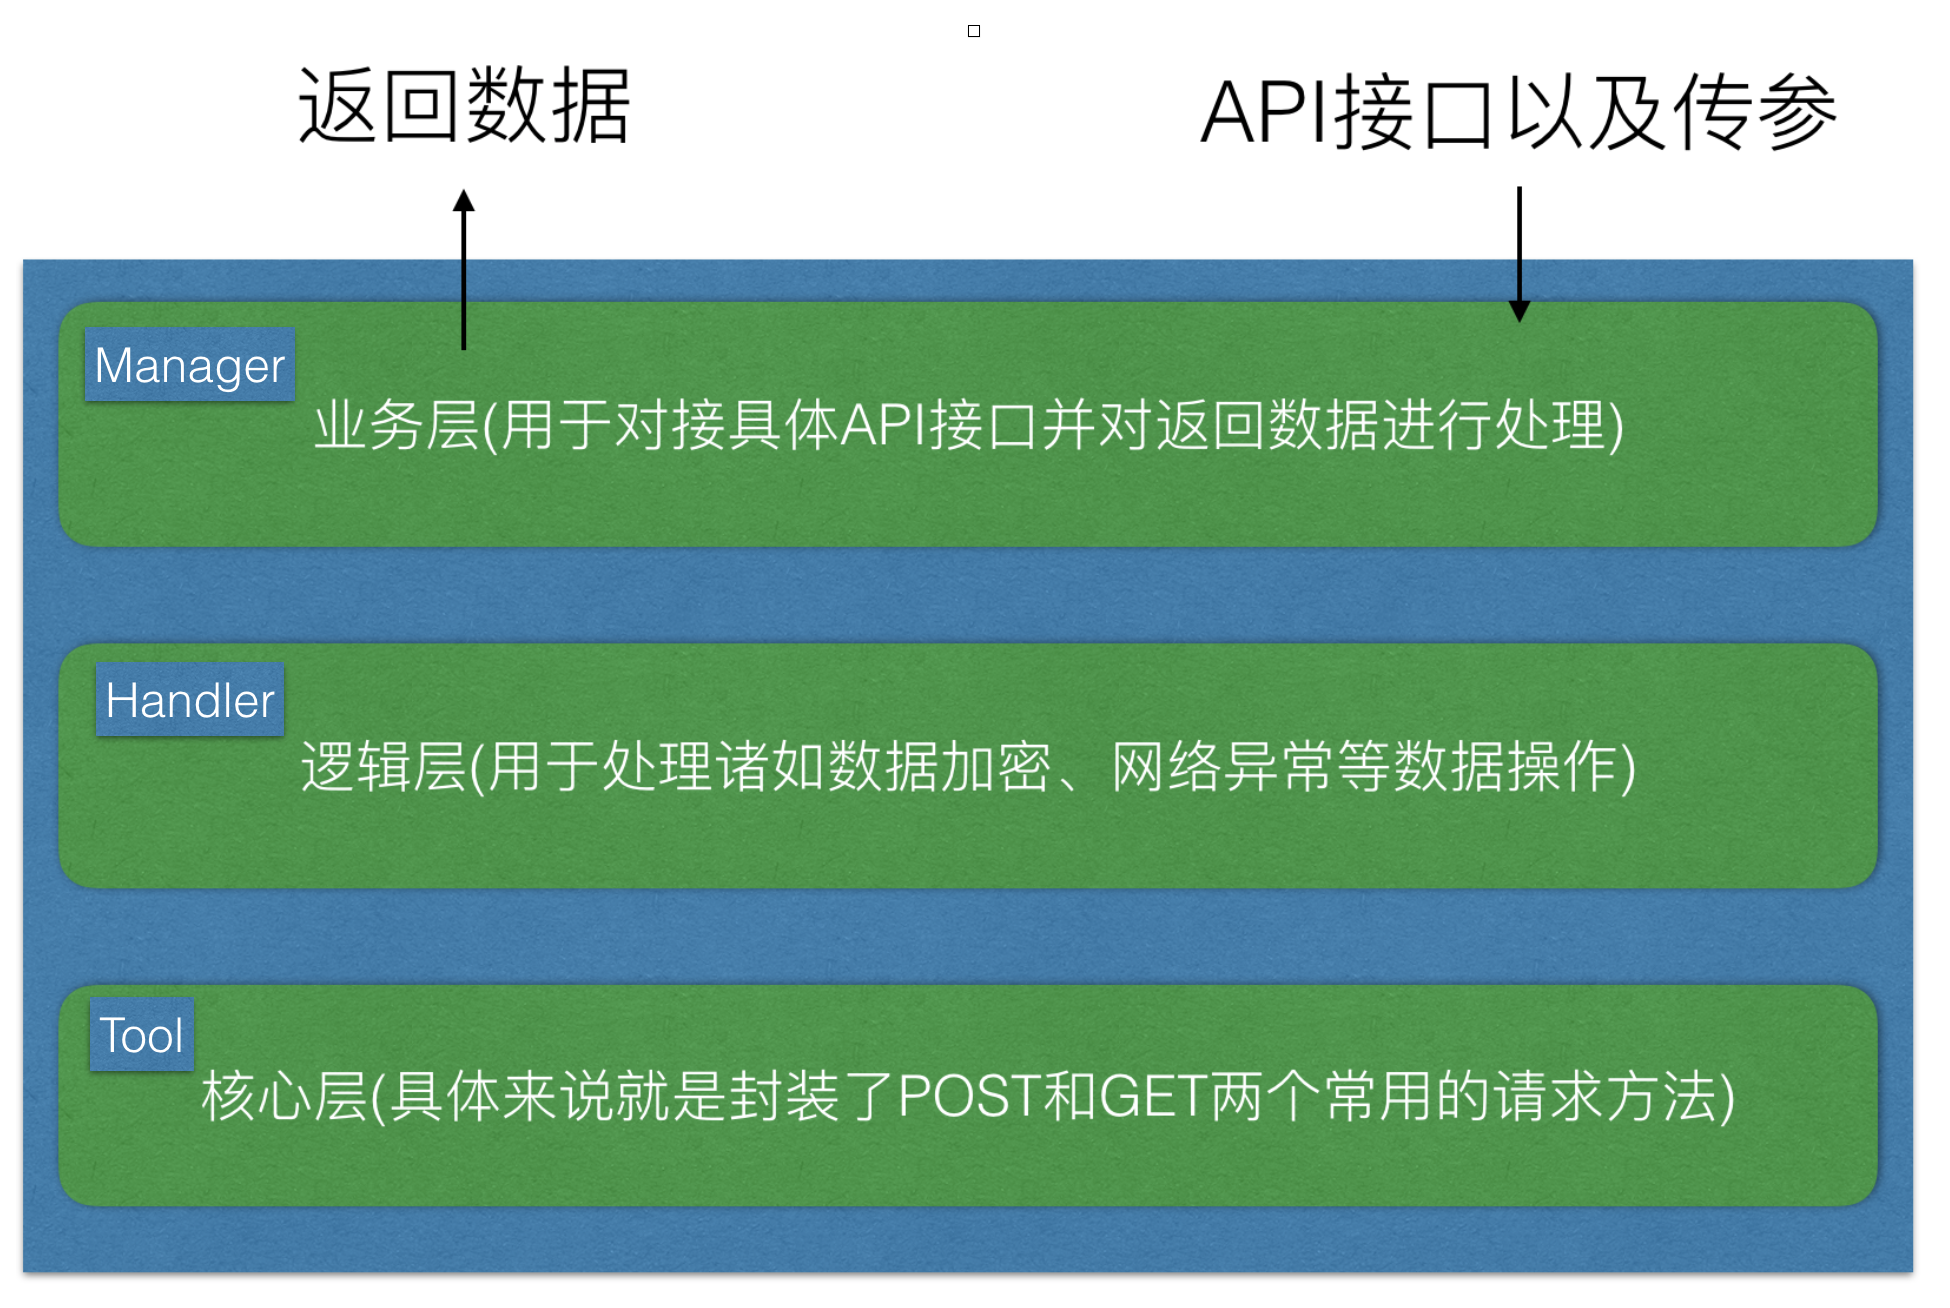 返回数据
API接口以及传参
Manager
业务层(用于对接具体API接口并对返回数据进行处理)
Handler
逻辑层(用于处理诸如数据加密、网络异常等数据操作)
Tool
核心层(具体来说就是封装了POST和GET两个常用的请求方法)